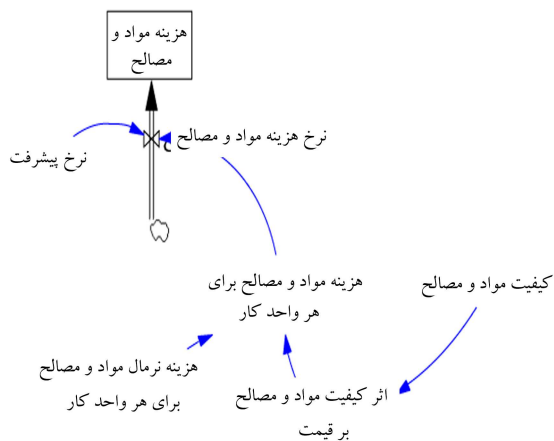 هزینه مواد و
مصالح
نرخ هزینه مواد و مصالح
نرخ پیشرفت
هزینه مواد و مصالح برای
هر واحد کار
کیفیت مواد و مصالح
هزینه نرمال مواد و مصالح
برای هر واحد کار
اثر کیفیت مواد و مصالح
بر قیمت